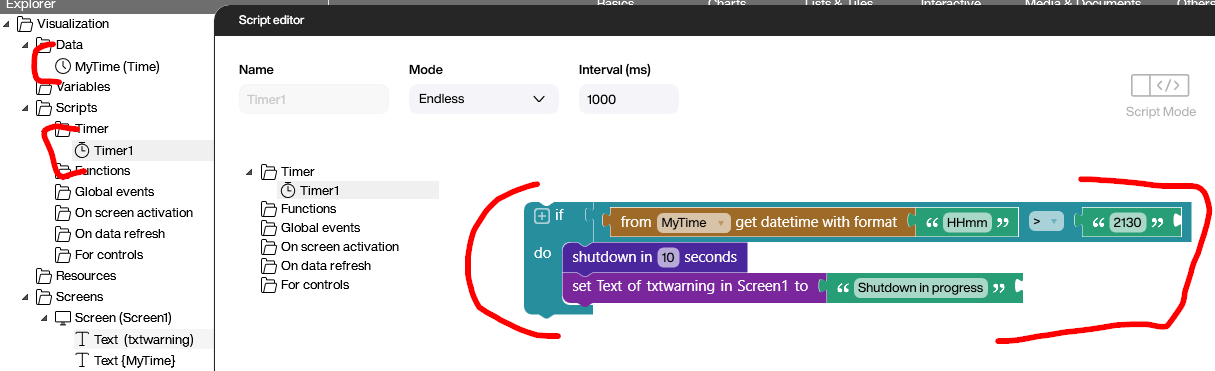 Explorer
Basics Charts Lists & Tiles Interactive Media & Documents Others
Visualization
Data
MyTime (Time)
Variables
Scripts
Timer
Timer1
Functions
Global events
On screen activation
On data refresh
For controls
Resources
Screens
Screen (Screen1)
Text (txtwarning)
Text {MyTime}
Script editor
Name Mode Interval (ms)
Timer1 Endless 1000
</>
Script Mode
Timer
Timer1
Functions
Global events
On screen activation
On data refresh
For controls
if from MyTime get datetime with format “ HHmm ” > “ 2130 ”
do shutdown in 10 seconds
set Text of txtwarning in Screen1 to “ Shutdown in progress ”